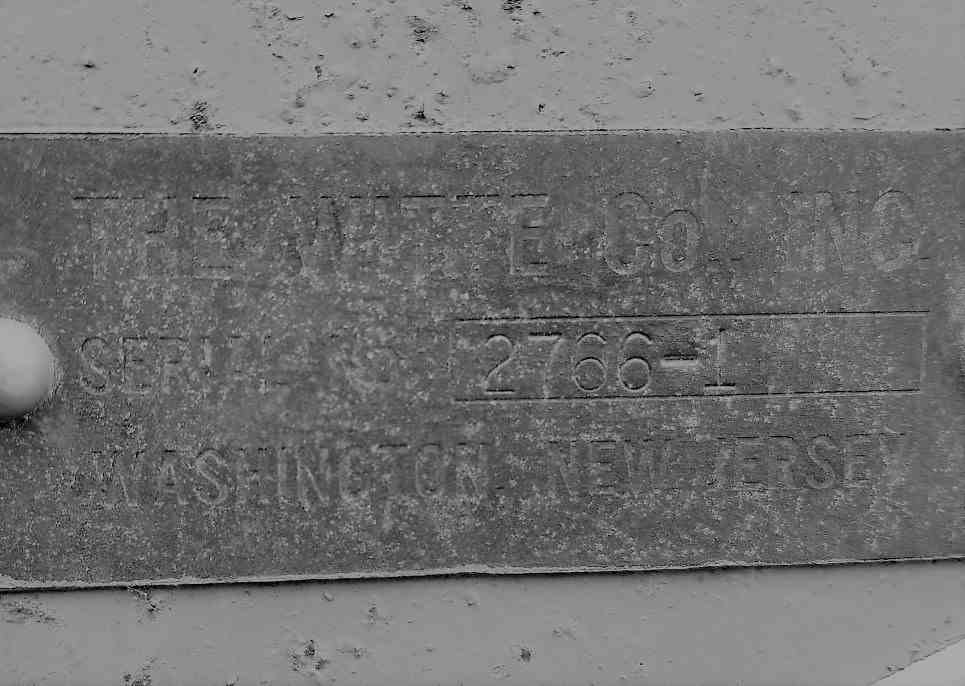 THE WITTE Co. INC.
SERIAL NO 2766-1
WASHINGTON, NEW JERSEY